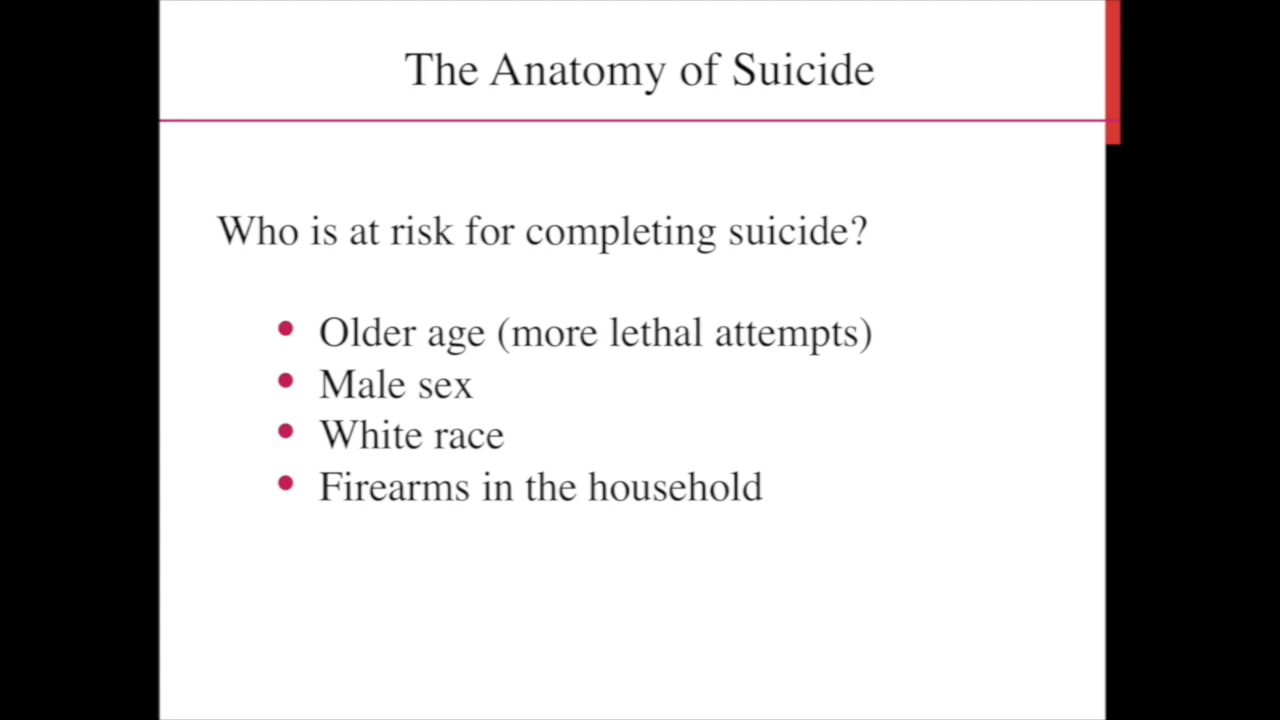 The Anatomy of Suicide
Who is at risk for completing suicide?
• Older age (more lethal attempts)
• Male sex
• White race
• Firearms in the household